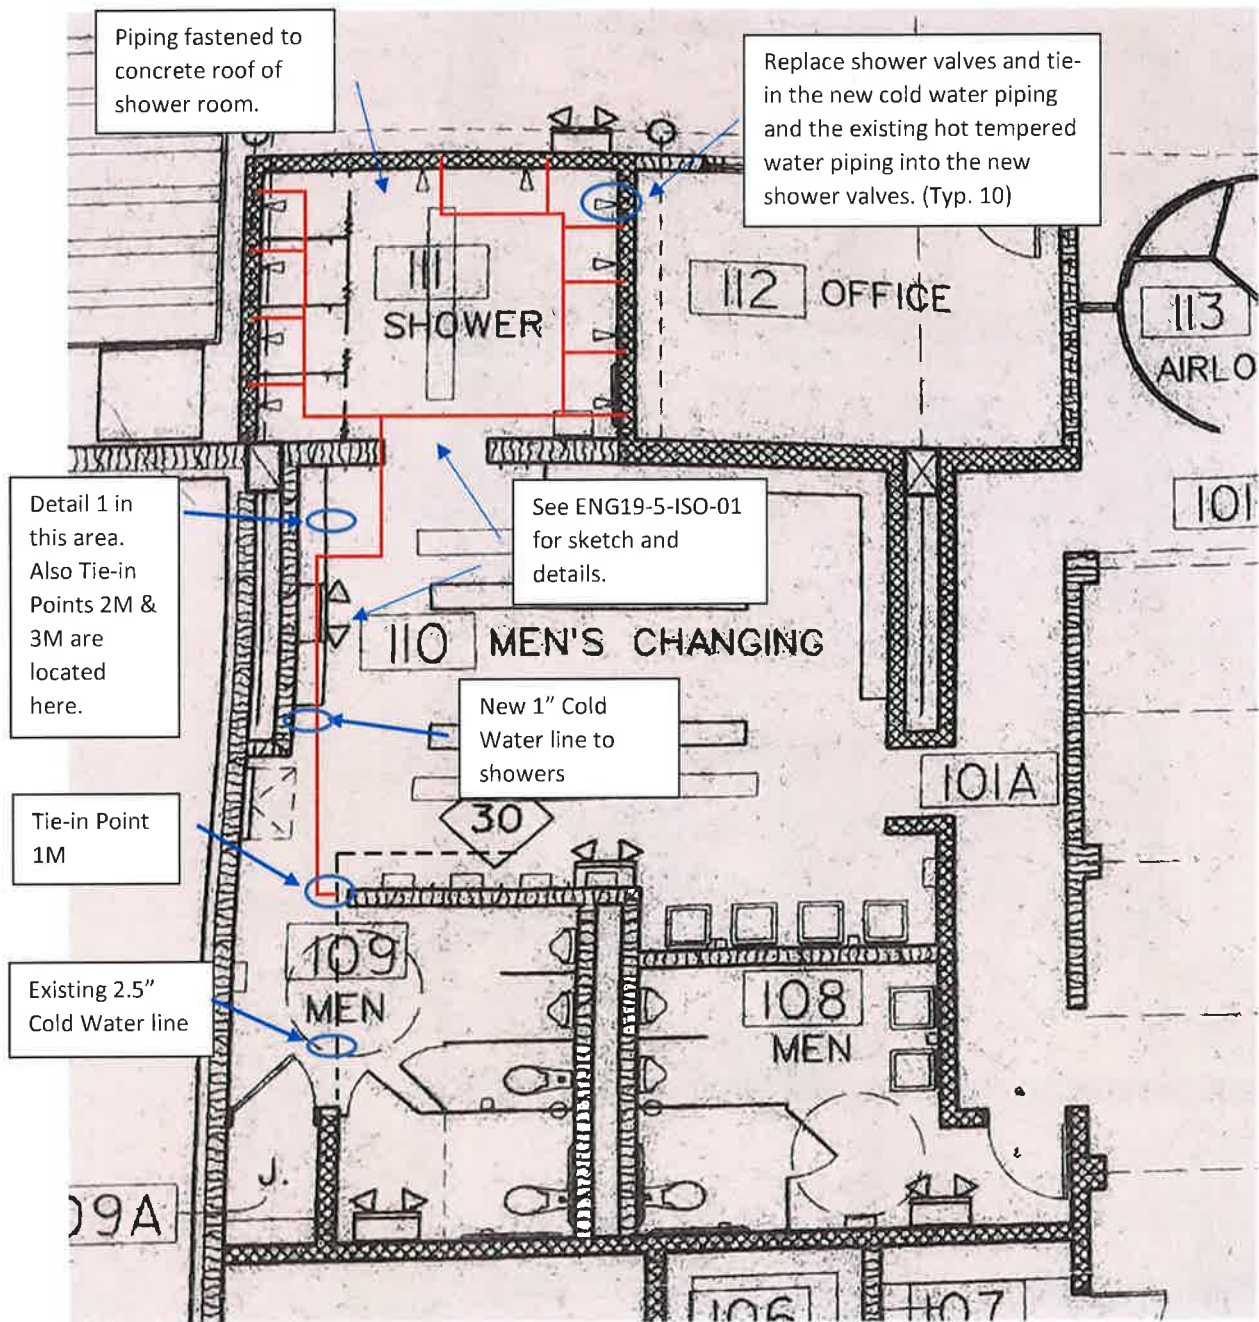 Piping fastened to
concrete roof of
shower room.
Replace shower valves and tie-
in the new cold water piping
and the existing hot tempered
water piping into the new
shower valves. (Typ. 10)
111
SHOWER
112 OFFICE
113
AIRLO
Detail 1 in
this area.
Also Tie-in
Points 2M &
3M are
located
here.
See ENG19-5-ISO-01
for sketch and
details.
101
110 MEN'S CHANGING
New 1" Cold
Water line to
showers
101A
30
Tie-in Point
1M
109
MEN
Existing 2.5"
Cold Water line
108
MEN
J.
09A
106
107